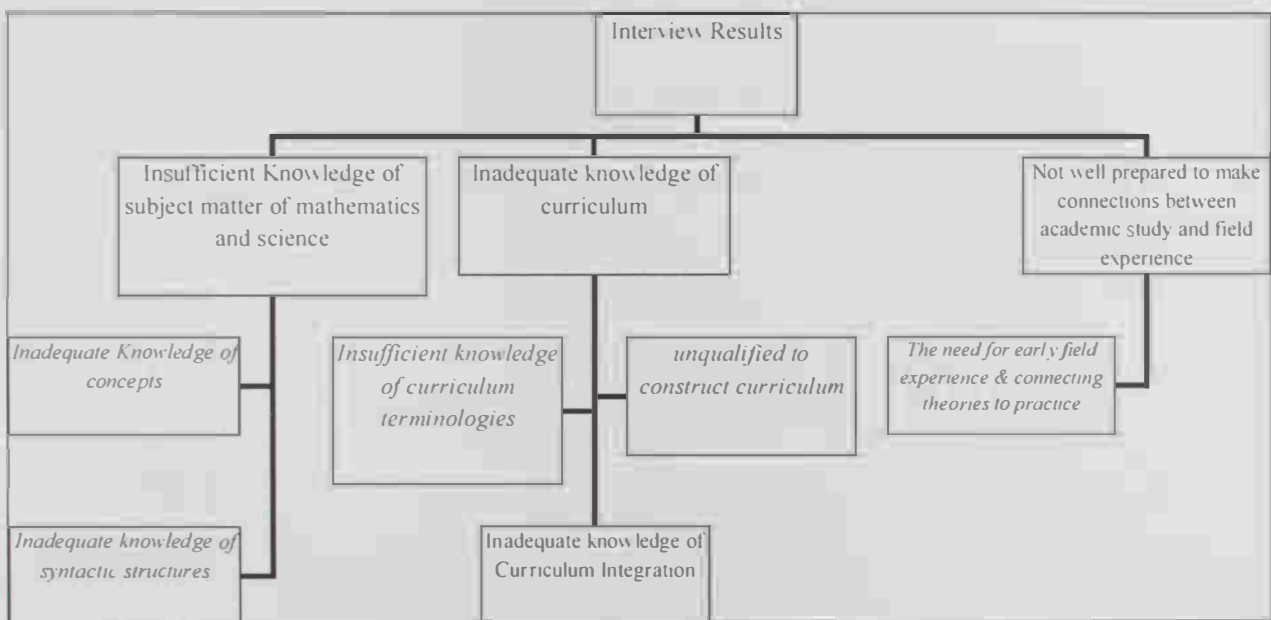 Interview Results
Insufficient Knowledge of
subject matter of mathematics
and science
Inadequate knowledge of
curriculum
Not well prepared to make
connections between
academic study and field
experience
Inadequate Knowledge of
concepts
Insufficient knowledge
of curriculum
terminologies
unqualified to
construct curriculum
The need for early field
experience & connecting
theories to practice
Inadequate knowledge of
syntactic structures
Inadequate knowledge of
Curriculum Integration